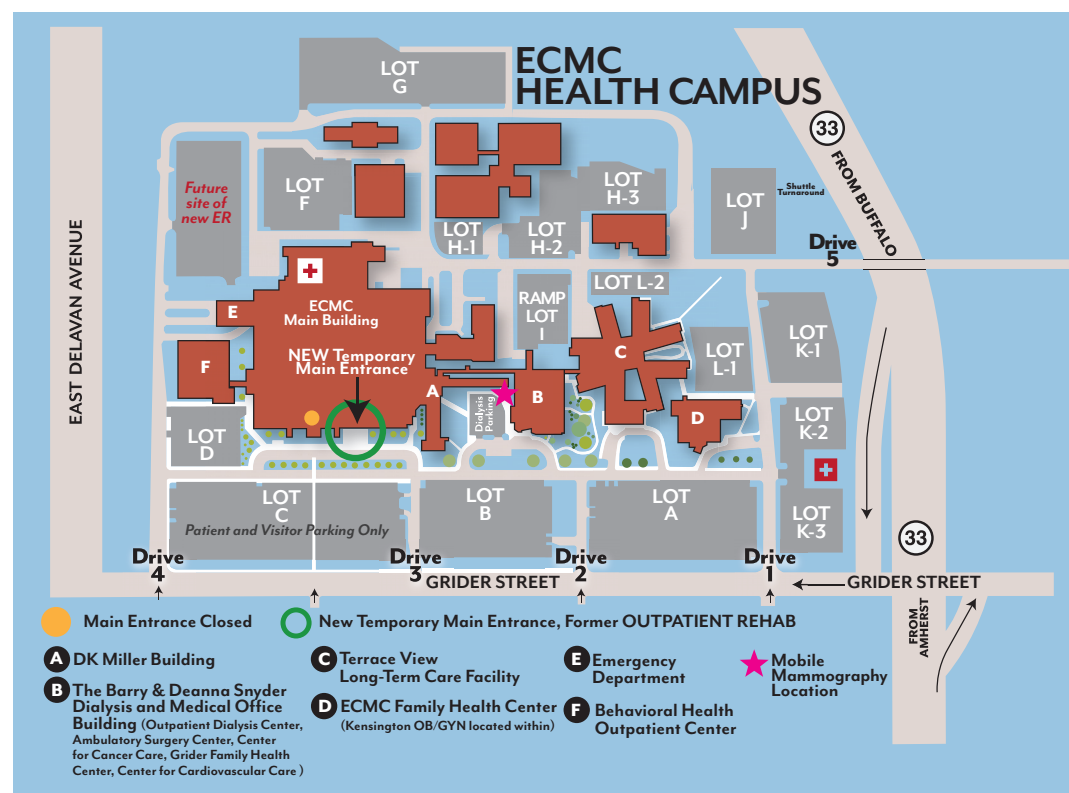 ECMC
HEALTH CAMPUS
LOT
G
33
FROM BUFFALO
Future
site of
new ER
LOT
F
LOT
H-3
LOT
J
Shuttle
Turnaround
LOT
H-1
LOT
H-2
Drive
5
EAST DELAVAN AVENUE
LOT L-2
RAMP
LOT
I
ECMC
Main Building
E
NEW Temporary
Main Entrance
F
C
LOT
L-1
LOT
K-1
A
B
Dialysis
Parking
D
LOT
D
LOT
K-2
LOT
C
Patient and Visitor Parking Only
LOT
B
LOT
A
LOT
K-3
33
Drive
4
Drive
3
Drive
2
Drive
1
GRIDER STREET
GRIDER STREET
FROM
AMHERST
Main Entrance Closed
New Temporary Main Entrance, Former OUTPATIENT REHAB
A DK Miller Building
B The Barry & Deanna Snyder
Dialysis and Medical Office
Building (Outpatient Dialysis Center,
Ambulatory Surgery Center, Center
for Cancer Care, Grider Family Health
Center, Center for Cardiovascular Care )
C Terrace View
Long-Term Care Facility
D ECMC Family Health Center
(Kensington OB/GYN located within)
E Emergency
Department
F Behavioral Health
Outpatient Center
Mobile
Mammography
Location